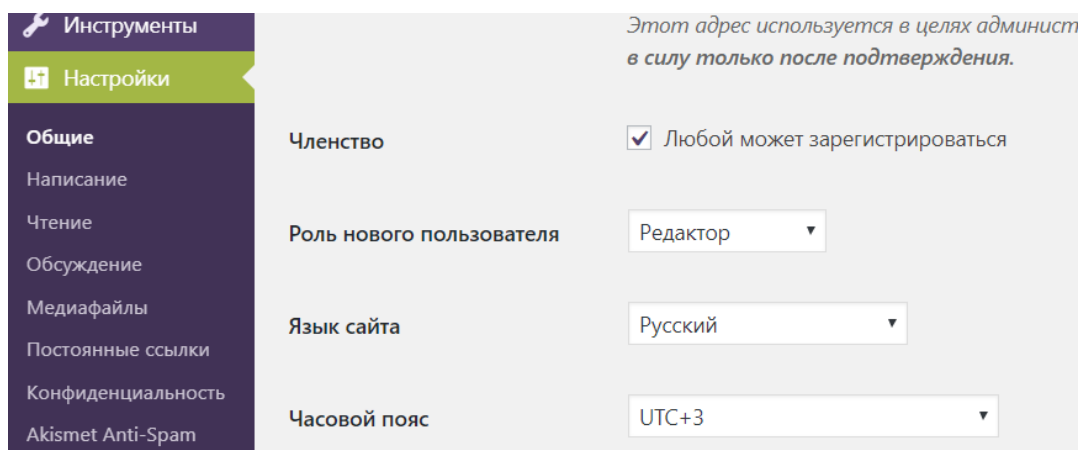 Инструменты
Настройки
Общие
Написание
Чтение
Обсуждение
Медиафайлы
Постоянные ссылки
Конфиденциальность
Akismet Anti-Spam
Этот адрес используется в целях админист
в силу только после подтверждения.
Членство
Любой может зарегистрироваться
Роль нового пользователя
Редактор
Язык сайта
Русский
Часовой пояс
UTC+3